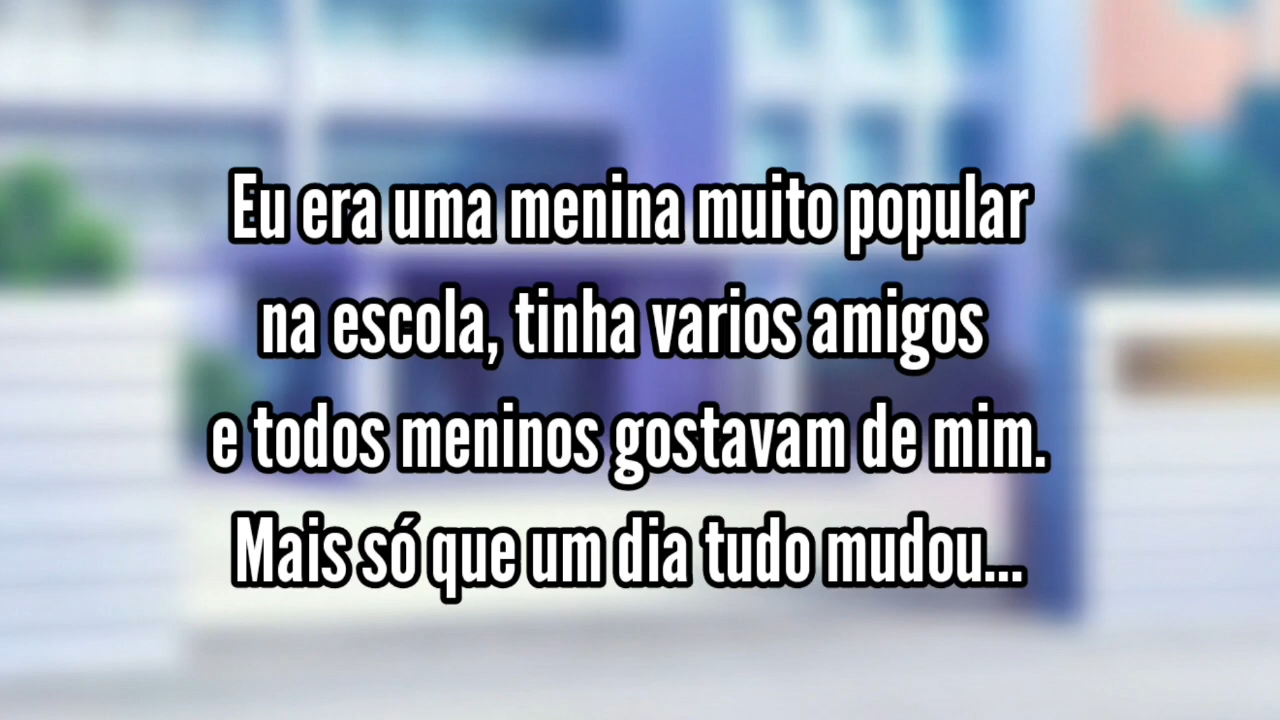 Eu era uma menina muito popular
na escola, tinha varios amigos
e todos meninos gostavam de mim.
Mais só que um dia tudo mudou...